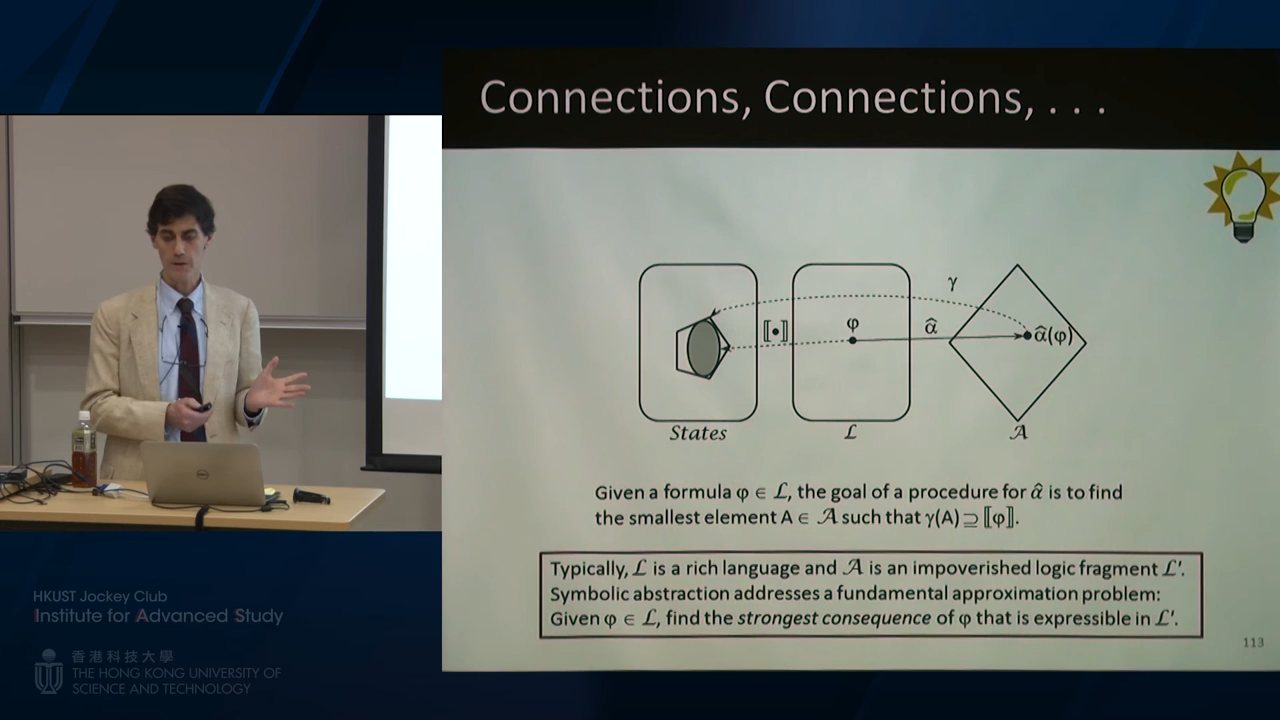 Connections, Connections, . . .
γ
⟦•⟧
φ
α̂
α̂(φ)
States
ℒ
𝒜
Given a formula φ ∈ ℒ, the goal of a procedure for α̂ is to find
the smallest element A ∈ 𝒜 such that γ(A) ⊇ ⟦φ⟧.
Typically, ℒ is a rich language and 𝒜 is an impoverished logic fragment ℒ'.
Symbolic abstraction addresses a fundamental approximation problem:
Given φ ∈ ℒ, find the strongest consequence of φ that is expressible in ℒ'.
113
HKUST Jockey Club
Institute for Advanced Study
香港科技大學
THE HONG KONG UNIVERSITY OF
SCIENCE AND TECHNOLOGY